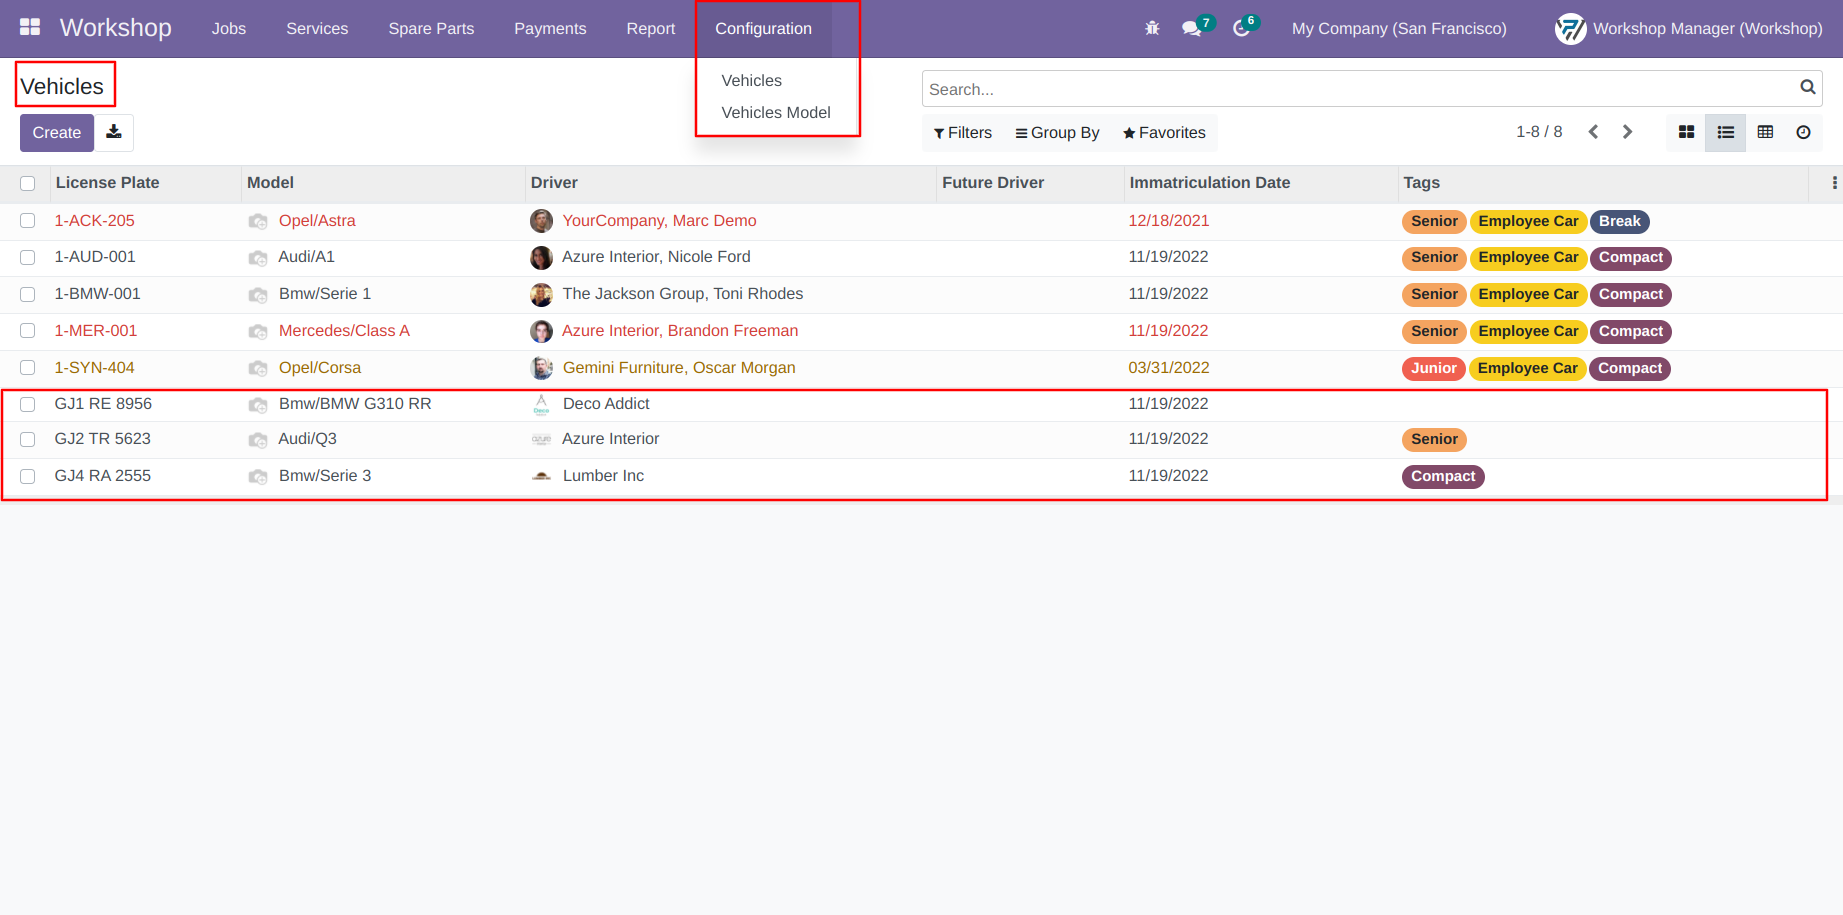 Workshop Jobs Services Spare Parts Payments Report Configuration 7 6 My Company (San Francisco) Workshop Manager (Workshop)
Vehicles
Vehicles
Vehicles Model
Search...
Create
Filters Group By Favorites
1-8 / 8
License Plate Model Driver Future Driver Immatriculation Date Tags
1-ACK-205 Opel/Astra YourCompany, Marc Demo 12/18/2021 Senior Employee Car Break
1-AUD-001 Audi/A1 Azure Interior, Nicole Ford 11/19/2022 Senior Employee Car Compact
1-BMW-001 Bmw/Serie 1 The Jackson Group, Toni Rhodes 11/19/2022 Senior Employee Car Compact
1-MER-001 Mercedes/Class A Azure Interior, Brandon Freeman 11/19/2022 Senior Employee Car Compact
1-SYN-404 Opel/Corsa Gemini Furniture, Oscar Morgan 03/31/2022 Junior Employee Car Compact
GJ1 RE 8956 Bmw/BMW G310 RR Deco Deco Addict 11/19/2022
GJ2 TR 5623 Audi/Q3 azure Azure Interior 11/19/2022 Senior
GJ4 RA 2555 Bmw/Serie 3 Lumber Inc 11/19/2022 Compact